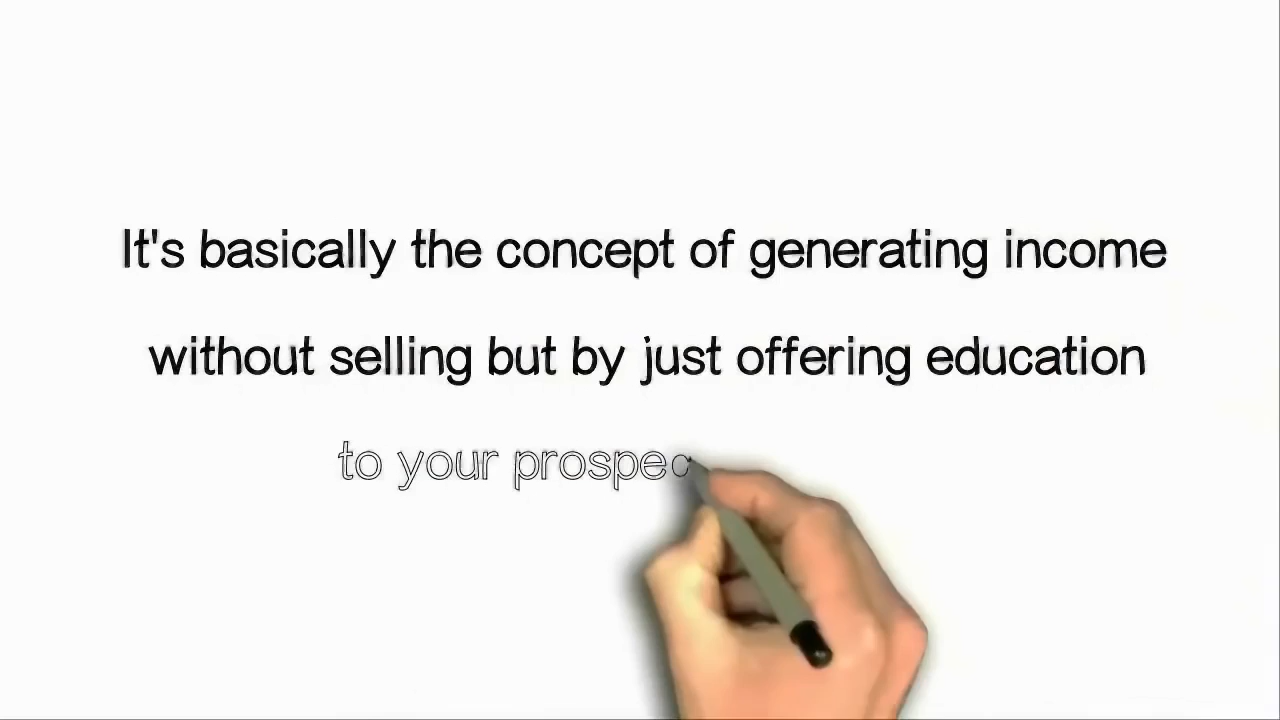 It's basically the concept of generating income
without selling but by just offering education
to your prospec